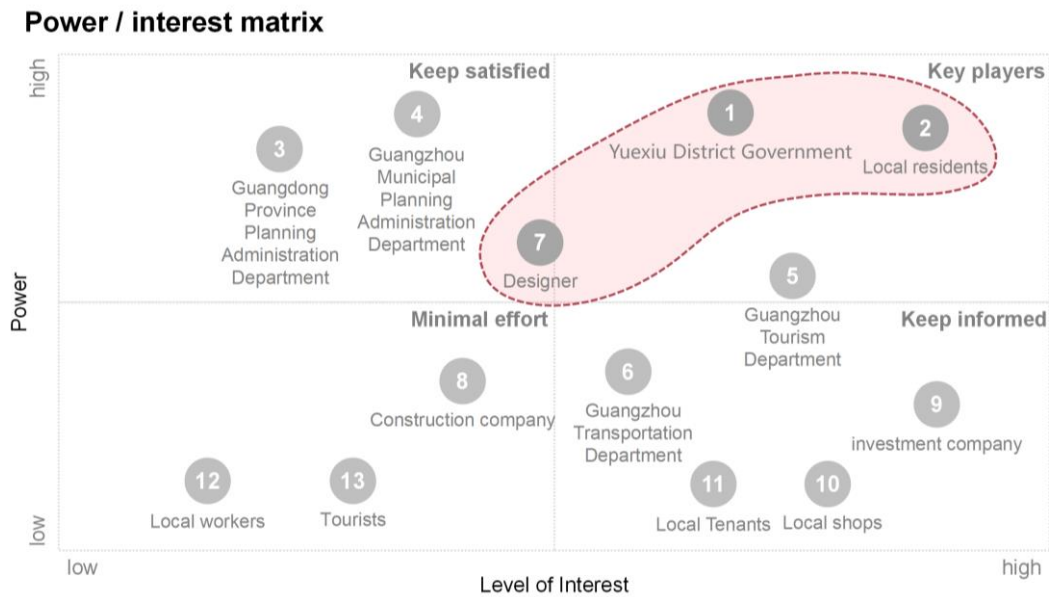 Power / interest matrix
high
Keep satisfied
Key players
4
1
2
3
Guangzhou
Municipal
Planning
Administration
Department
Yuexiu District Government
Local residents
Guangdong
Province
Planning
Administration
Department
7
Designer
5
Guangzhou
Tourism
Department
Power
Minimal effort
Keep informed
8
Construction company
6
Guangzhou
Transportation
Department
9
investment company
12
Local workers
13
Tourists
11
Local Tenants
10
Local shops
low
low
high
Level of Interest